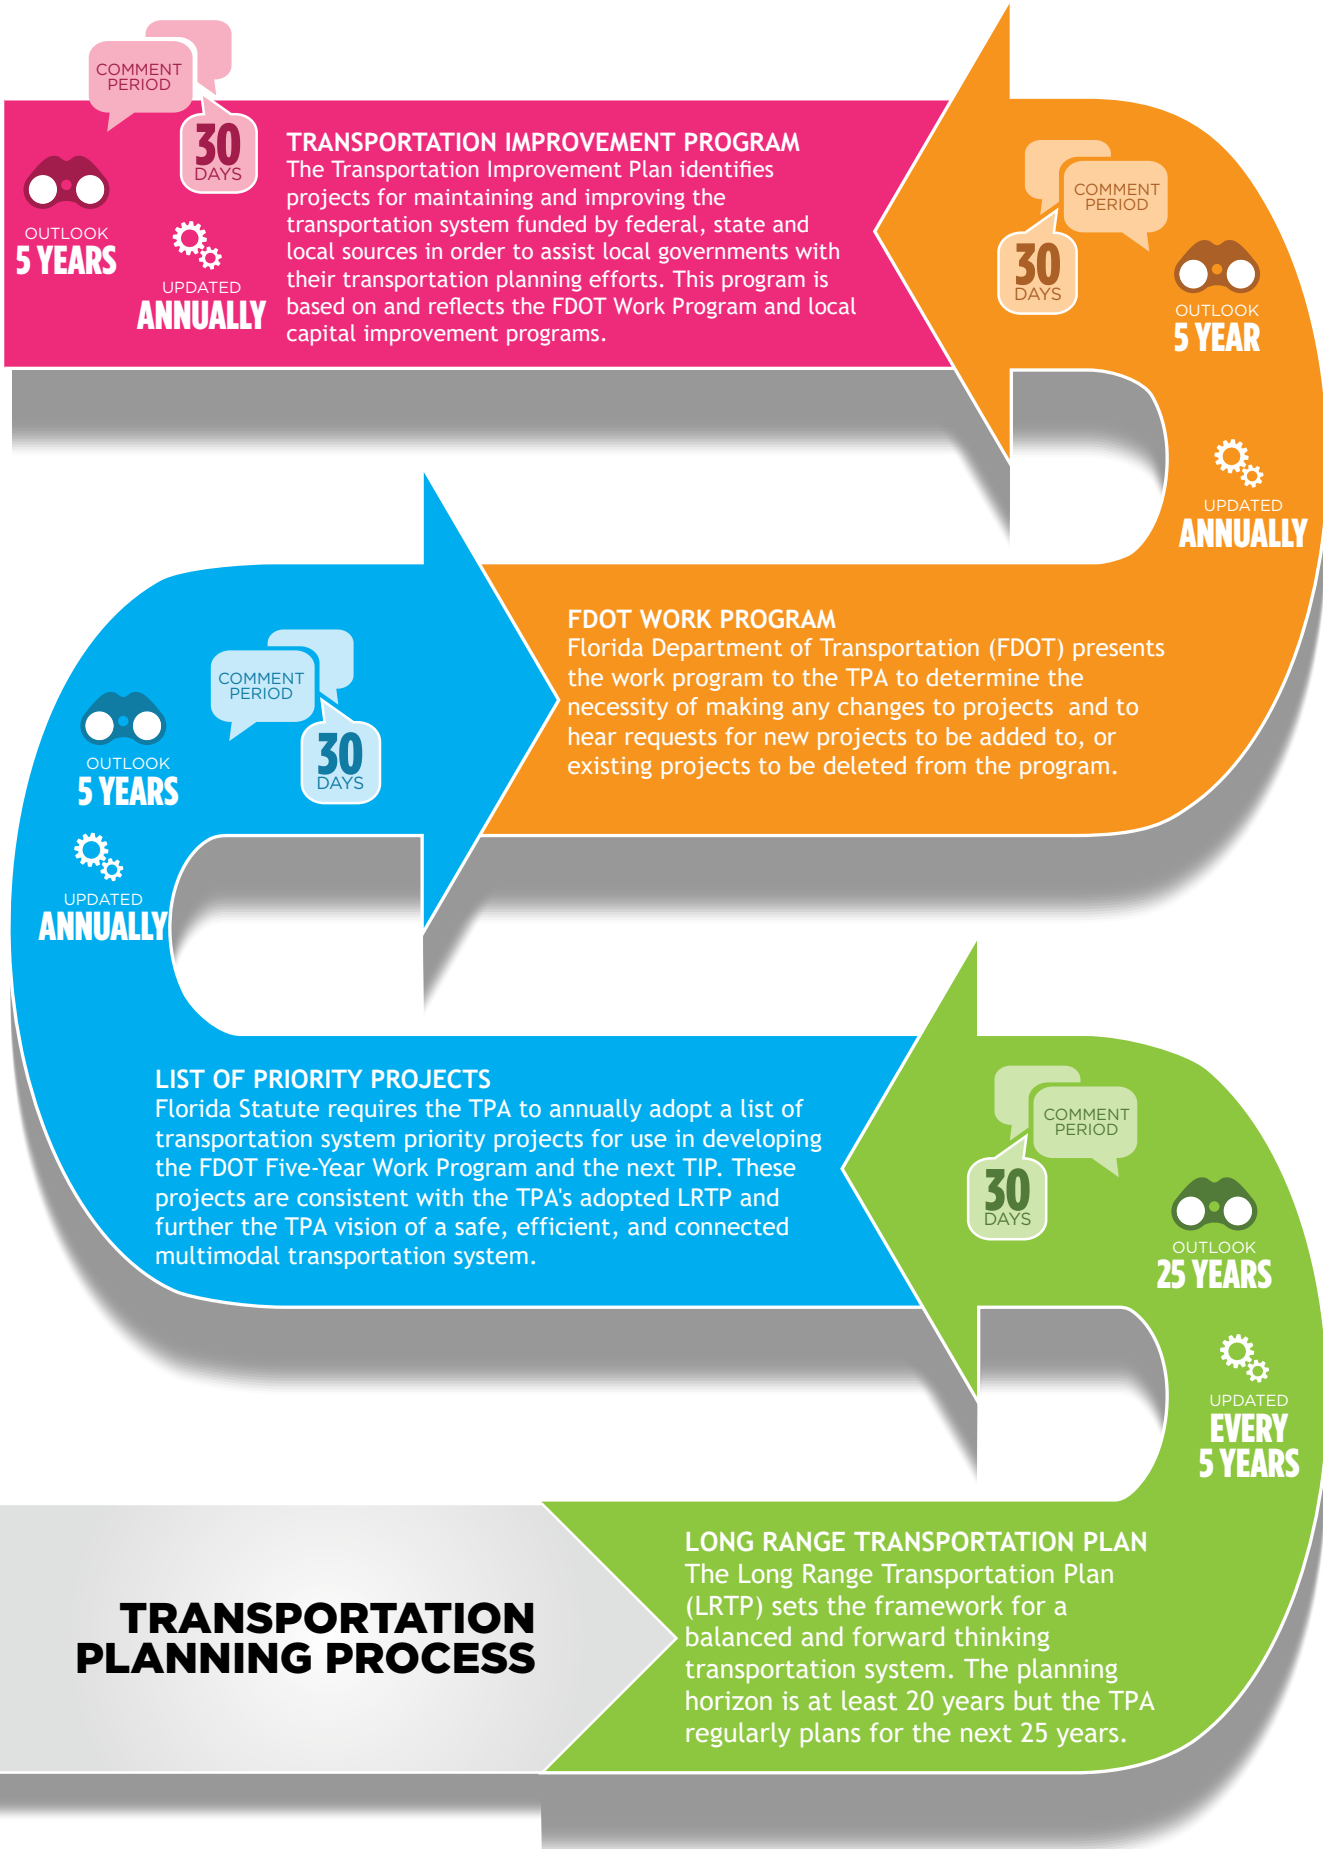 COMMENT
PERIOD
30
DAYS
OUTLOOK
5 YEARS
UPDATED
ANNUALLY
TRANSPORTATION IMPROVEMENT PROGRAM
The Transportation Improvement Plan identifies
projects for maintaining and improving the
transportation system funded by federal, state and
local sources in order to assist local governments with
their transportation planning efforts. This program is
based on and reflects the FDOT Work Program and local
capital improvement programs.
COMMENT
PERIOD
30
DAYS
OUTLOOK
5 YEAR
UPDATED
ANNUALLY
FDOT WORK PROGRAM
Florida Department of Transportation (FDOT) presents
the work program to the TPA to determine the
necessity of making any changes to projects  and to
hear requests for new projects to be added to, or
existing projects to be deleted from the program.
COMMENT
PERIOD
30
DAYS
OUTLOOK
5 YEARS
UPDATED
ANNUALLY
LIST OF PRIORITY PROJECTS
Florida Statute requires the TPA to annually adopt a list of
transportation system priority projects for use in developing
the FDOT Five-Year Work Program and the next TIP. These
projects are consistent with the TPA's adopted LRTP and
further the TPA vision of a safe, efficient, and connected
multimodal transportation system.
COMMENT
PERIOD
30
DAYS
OUTLOOK
25 YEARS
UPDATED
EVERY
5 YEARS
LONG RANGE TRANSPORTATION PLAN
The Long Range Transportation Plan
(LRTP) sets the framework for a
balanced and forward thinking
transportation system. The planning
horizon is at least 20 years but the TPA
regularly plans for the next 25 years.
TRANSPORTATION
PLANNING PROCESS